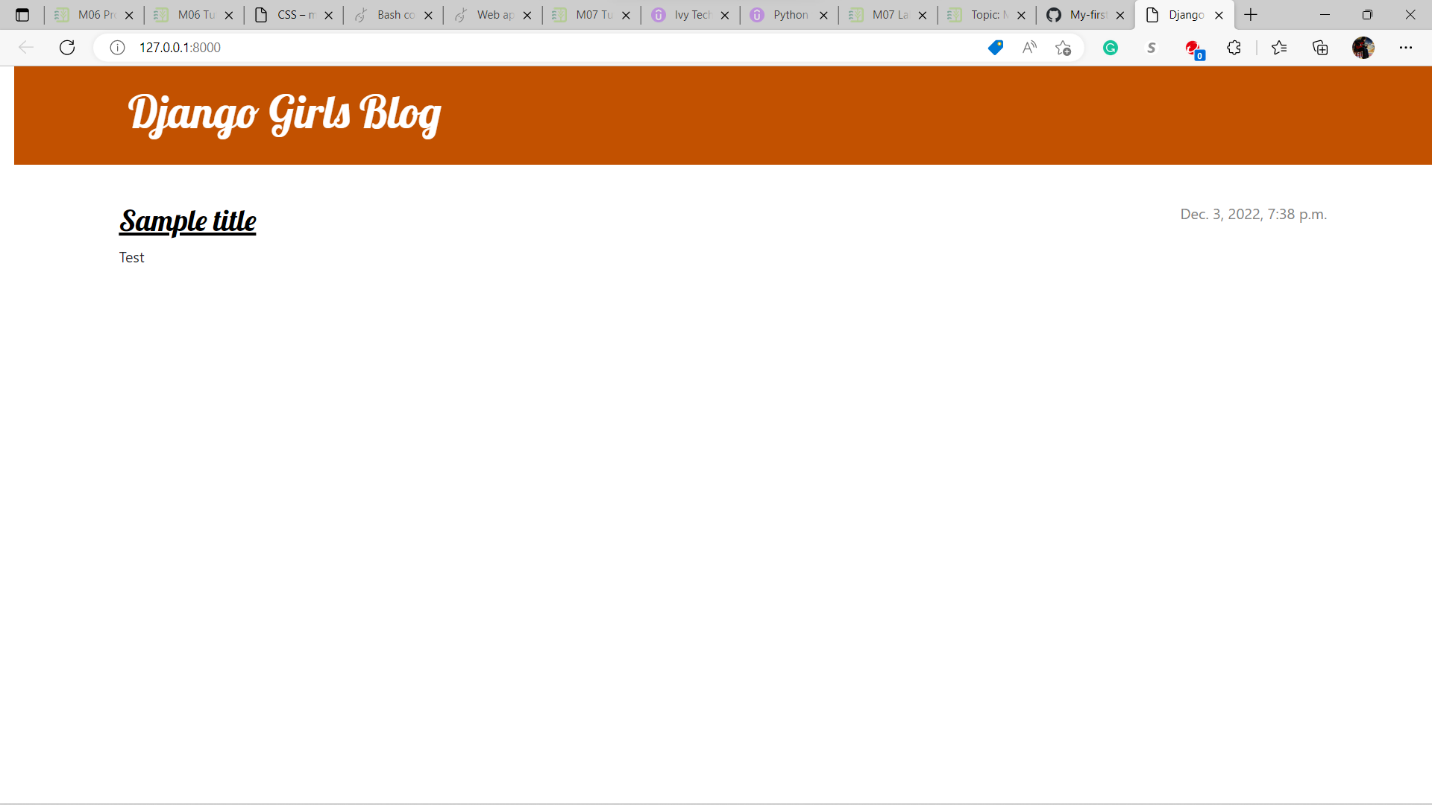 M06 Pr M06 Tu CSS – m Bash co Web ap M07 Tu Ivy Tech Python M07 La Topic: M My-first Django
127.0.0.1:8000
0
Django Girls Blog
Sample title
Dec. 3, 2022, 7:38 p.m.
Test